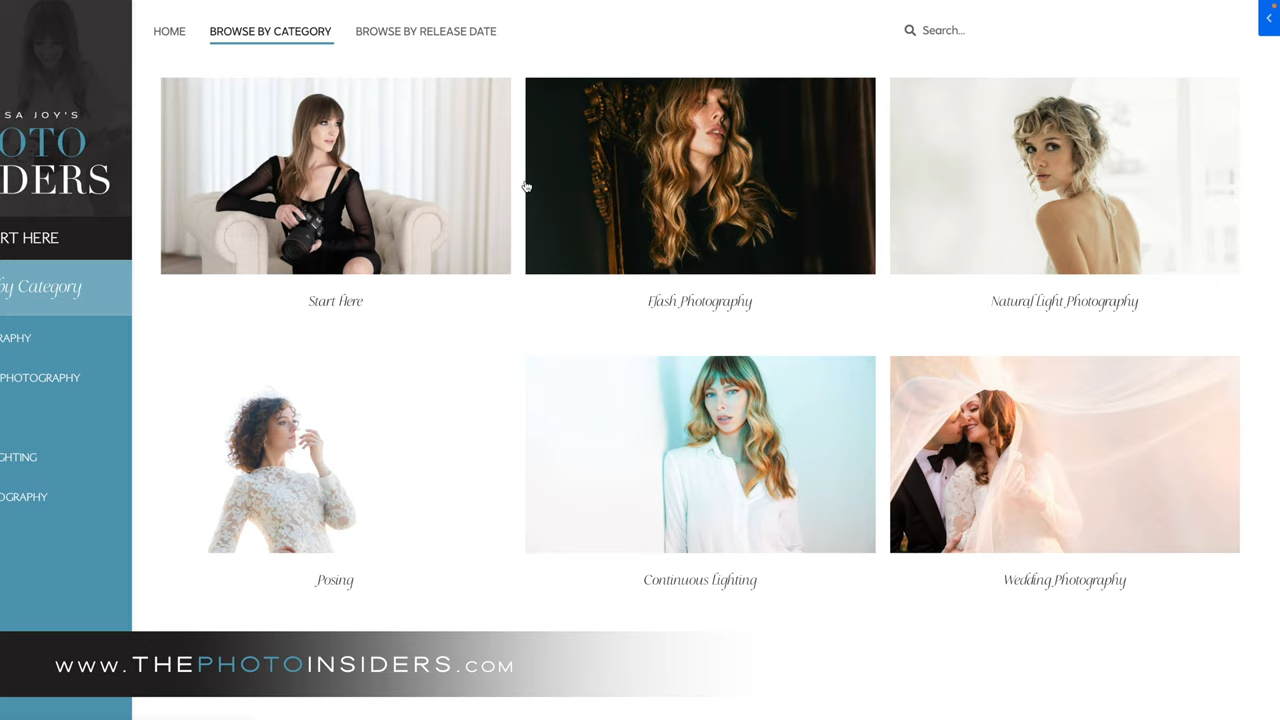 HOME
BROWSE BY CATEGORY
BROWSE BY RELEASE DATE
Search...
SA JOY'S
OTO
DERS
RT HERE
by Category
RAPHY
PHOTOGRAPHY
GHTING
OGRAPHY
Start Here
Flash Photography
Natural Light Photography
Posing
Continuous Lighting
Wedding Photography
www.THEPHOTOINSIDERS.COM